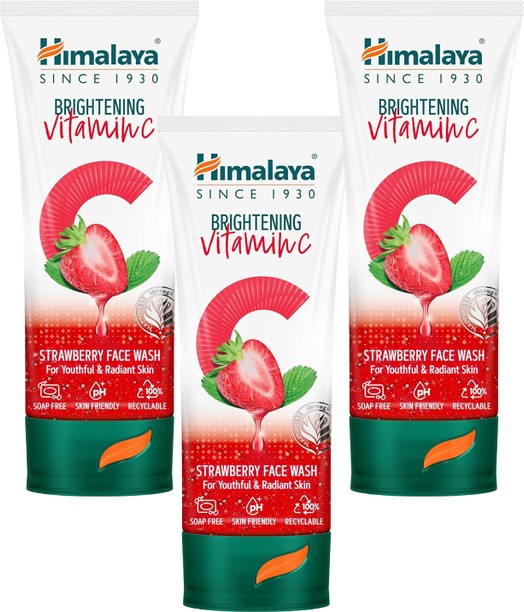 Himalaya®
SINCE 1930
BRIGHTENING
Vitamin C
STRAWBERRY FACE WASH
For Youthful & Radiant Skin
SOAP FREE
pH
SKIN FRIENDLY
100%
RECYCLABLE
Himalaya®
SINCE 1930
BRIGHTENING
Vitamin C
STRAWBERRY FACE WASH
For Youthful & Radiant Skin
SOAP FREE
pH
SKIN FRIENDLY
100%
RECYCLABLE
Himalaya®
SINCE 1930
BRIGHTENING
Vitamin C
STRAWBERRY FACE WASH
For Youthful & Radiant Skin
SOAP FREE
pH
SKIN FRIENDLY
100%
RECYCLABLE